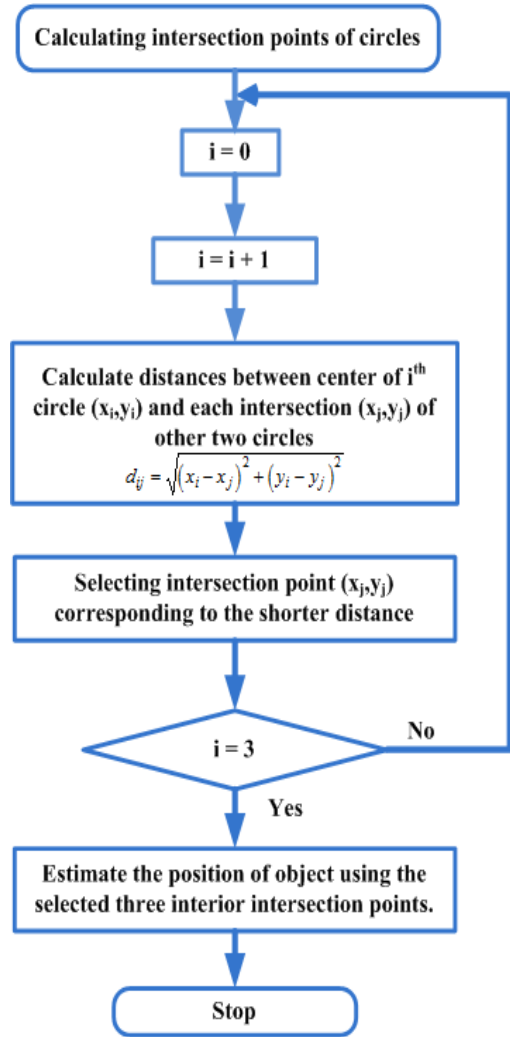 Calculating intersection points of circles
i = 0
i = i + 1
Calculate distances between center of iᵗʰ
circle (xᵢ,yᵢ) and each intersection (xⱼ,yⱼ) of
other two circles
dᵢⱼ = √((xᵢ − xⱼ)² + (yᵢ − yⱼ)²)
Selecting intersection point (xⱼ,yⱼ)
corresponding to the shorter distance
i = 3
No
Yes
Estimate the position of object using the
selected three interior intersection points.
Stop